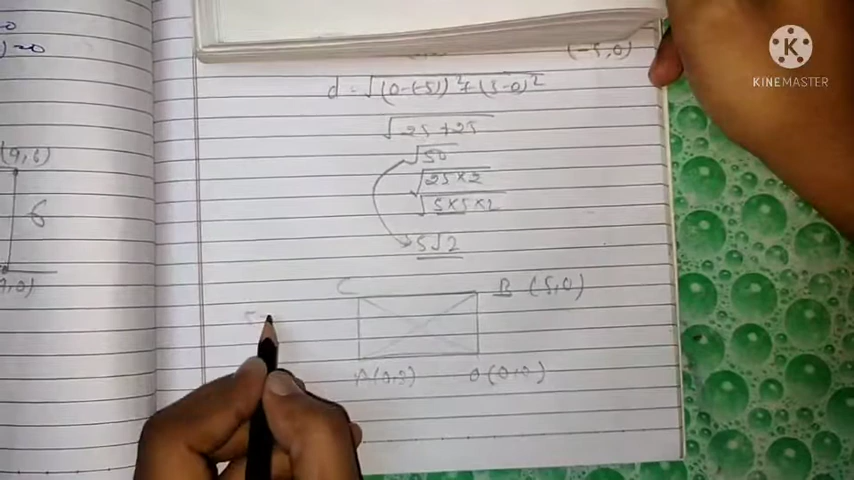 (-5,0)
d = √(0-(-5))²+(5-0)²
√25+25
√50
√25×2
√5×5×2
5√2
C B (5,0)
A(0,3) O(0,0)
(9,6)
6
KINEMASTER